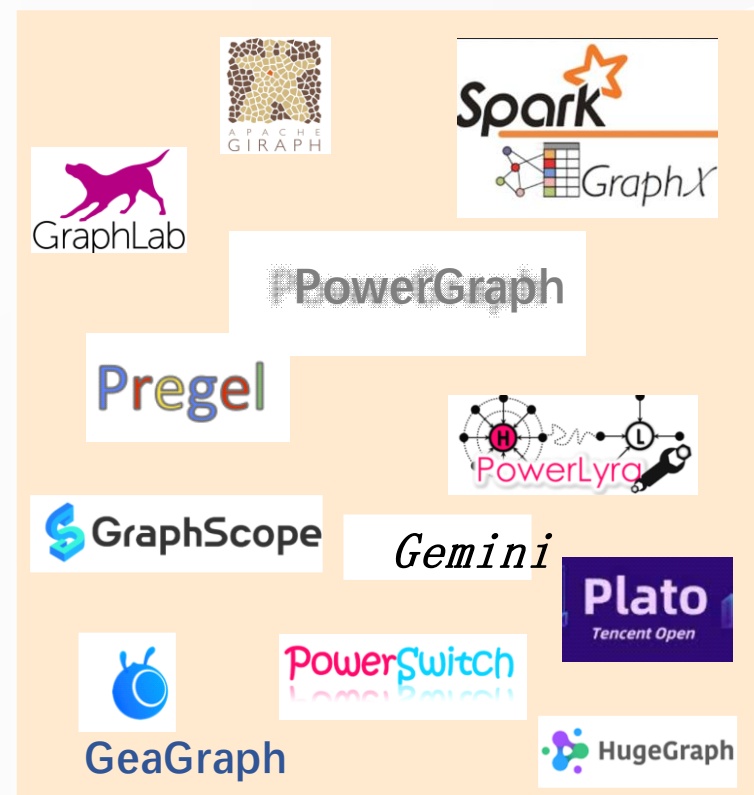 APACHE
GIRAPH
Spark
GraphX
GraphLab
PowerGraph
Pregel
H
L
PowerLyra
GraphScope
Gemini
Plato
Tencent Open
PowerSwitch
GeaGraph
HugeGraph